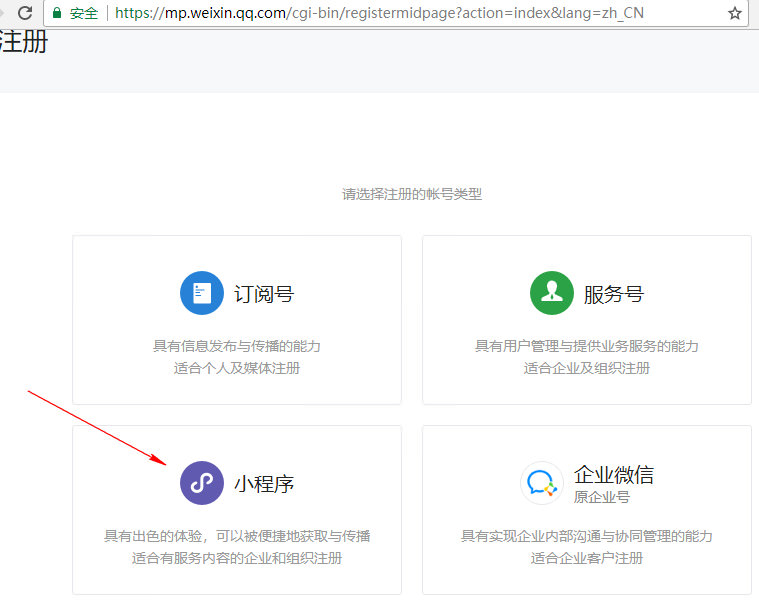 安全 https://mp.weixin.qq.com/cgi-bin/registermidpage?action=index&lang=zh_CN
注册
请选择注册的帐号类型
订阅号
具有信息发布与传播的能力
适合个人及媒体注册
服务号
具有用户管理与提供业务服务的能力
适合企业及组织注册
小程序
具有出色的体验，可以被便捷地获取与传播
适合有服务内容的企业和组织注册
企业微信
原企业号
具有实现企业内部沟通与协同管理的能力
适合企业客户注册